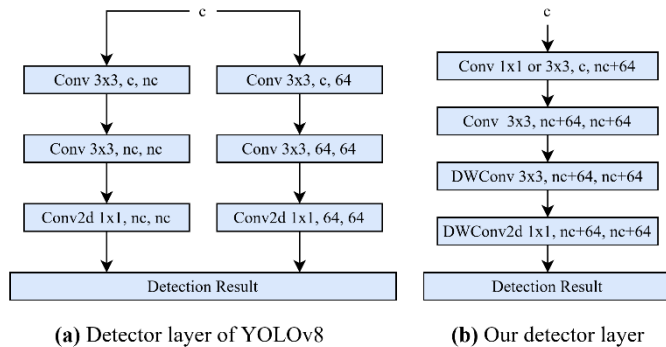 c
Conv 3x3, c, nc
Conv 3x3, c, 64
Conv 3x3, nc, nc
Conv 3x3, 64, 64
Conv2d 1x1, nc, nc
Conv2d 1x1, 64, 64
Detection Result
(a) Detector layer of YOLOv8
c
Conv 1x1 or 3x3, c, nc+64
Conv 3x3, nc+64, nc+64
DWConv 3x3, nc+64, nc+64
DWConv2d 1x1, nc+64, nc+64
Detection Result
(b) Our detector layer